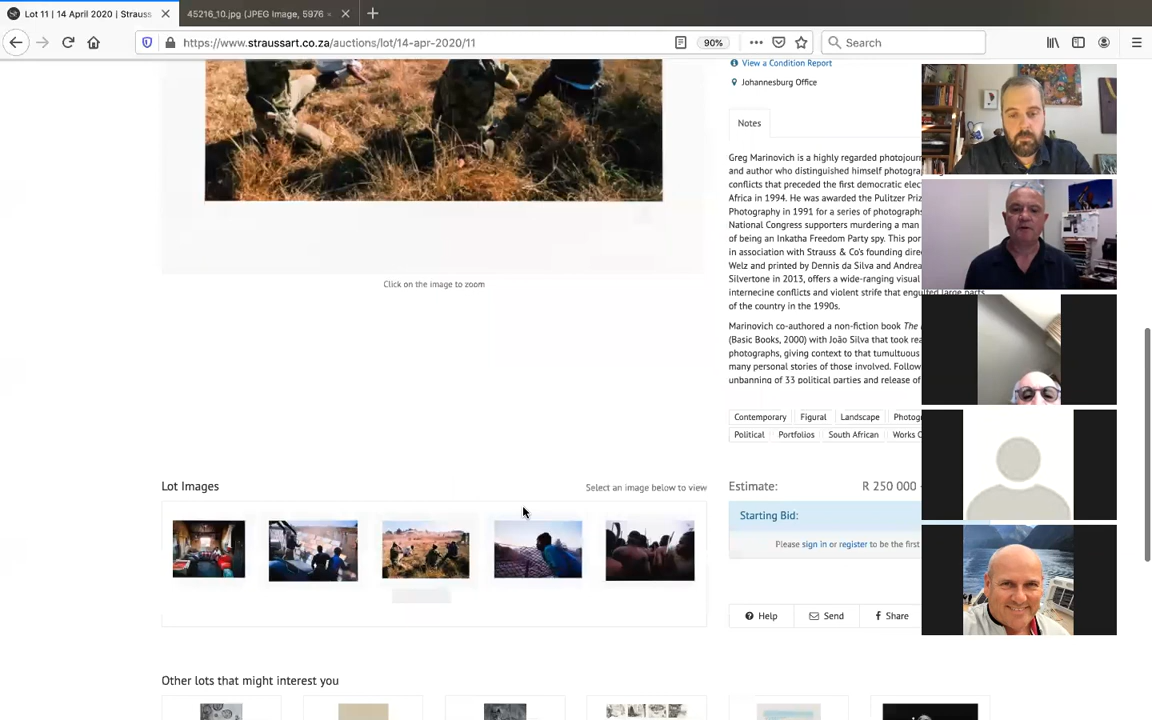 Lot 11 | 14 April 2020 | Strauss
45216_10.jpg (JPEG Image, 5976 ×
https://www.straussart.co.za/auctions/lot/14-apr-2020/11
90%
Search
View a Condition Report
Johannesburg Office
Notes
Greg Marinovich is a highly regarded photojour
and author who distinguished himself photogra
conflicts that preceded the first democratic elec
Africa in 1994. He was awarded the Pulitzer Priz
Photography in 1991 for a series of photographs
National Congress supporters murdering a man
of being an Inkatha Freedom Party spy. This por
in association with Strauss & Co's founding dire
Welz and printed by Dennis da Silva and Andrea
Silvertone in 2013, offers a wide-ranging visual
internecine conflicts and violent strife that engulfed large parts
of the country in the 1990s.
Marinovich co-authored a non-fiction book The
(Basic Books, 2000) with João Silva that took rea
photographs, giving context to that tumultuous
many personal stories of those involved. Follow
unbanning of 33 political parties and release of
Click on the image to zoom
Contemporary Figural Landscape Photog
Political Portfolios South African Works
Lot Images
Select an image below to view
Estimate: R 250 000
Starting Bid:
Please sign in or register to be the first
Help Send Share
Other lots that might interest you